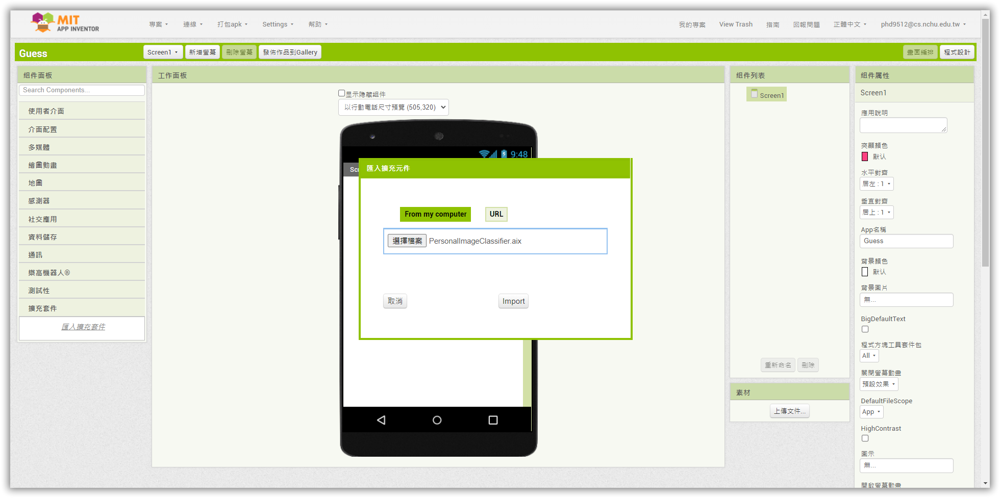 MIT
APP INVENTOR
專案 連線 打包apk Settings 幫助 我的專案 View Trash 指南 回報問題 正體中文 phd9512@cs.nchu.edu.tw
Guess Screen1 新增螢幕 刪除螢幕 發佈作品到Gallery 畫面編排 程式設計
组件面板
Search Components...
使用者介面
介面配置
多媒體
繪圖動畫
地圖
感測器
社交應用
資料儲存
通訊
樂高機器人®
測試性
擴充套件
匯入擴充套件
工作面板
显示隐藏组件
以行動電話尺寸預覽 (505,320)
9:48
Scr
匯入擴充元件
From my computer URL
選擇檔案 PersonalImageClassifier.aix
取消 Import
组件列表
Screen1
重新命名 刪除
素材
上傳文件...
组件属性
Screen1
應用說明
突顯顏色
默认
水平對齊
居左 : 1
垂直對齊
居上 : 1
App名稱
Guess
背景顏色
默认
背景圖片
無...
BigDefaultText
程式方塊工具套件包
All
關閉螢幕動畫
預設效果
DefaultFileScope
App
HighContrast
圖示
無...
開啟螢幕動畫